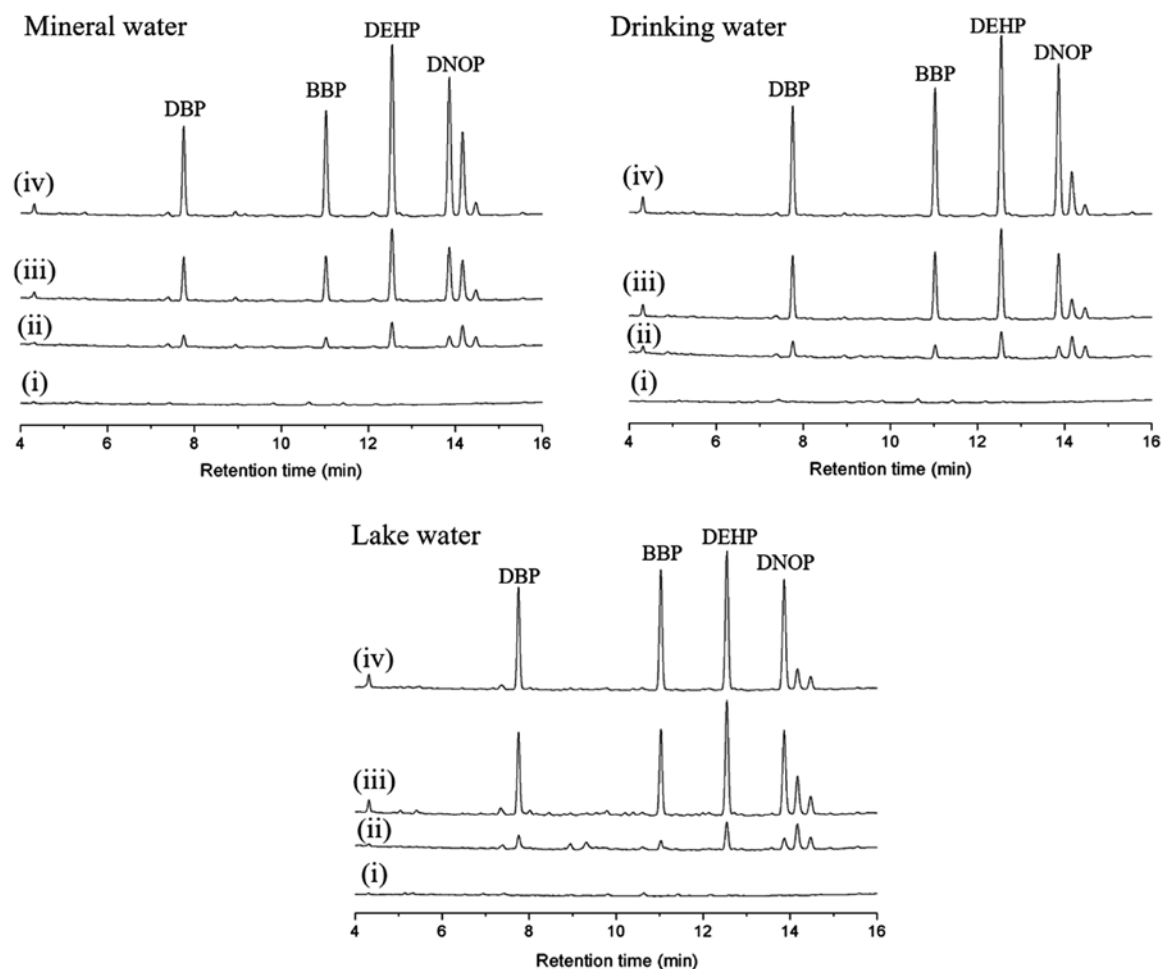 Mineral water
DEHP
DNOP
BBP
DBP
(iv)
(iii)
(ii)
(i)
4 6 8 10 12 14 16
Retention time (min)
Drinking water
DEHP
DNOP
BBP
DBP
(iv)
(iii)
(ii)
(i)
4 6 8 10 12 14 16
Retention time (min)
Lake water
DEHP
BBP
DNOP
DBP
(iv)
(iii)
(ii)
(i)
4 6 8 10 12 14 16
Retention time (min)